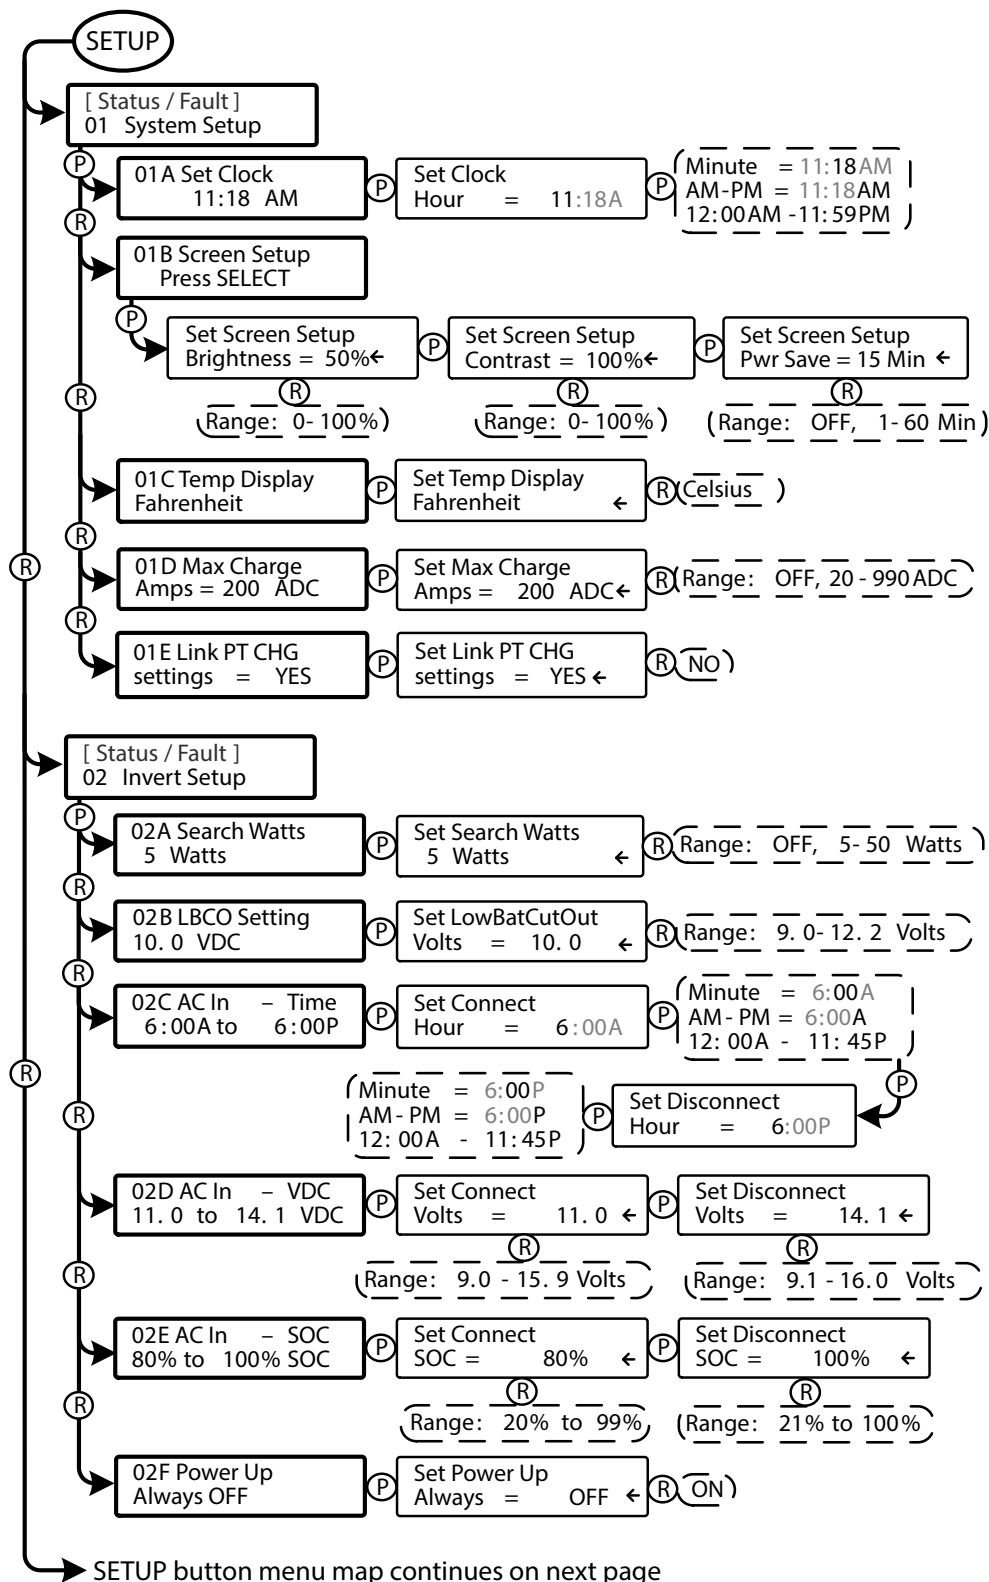 SETUP
[ Status / Fault ]
01 System Setup
P
01A Set Clock
11:18 AM
P
Set Clock
Hour = 11:18A
P
Minute = 11:18AM
AM-PM = 11:18AM
12:00AM -11:59PM
R
01B Screen Setup
Press SELECT
P
Set Screen Setup
Brightness = 50%←
P
Set Screen Setup
Contrast = 100%←
P
Set Screen Setup
Pwr Save = 15 Min ←
R
R
R
R
(Range: 0- 100%)
(Range: 0- 100%)
(Range: OFF, 1- 60 Min)
01C Temp Display
Fahrenheit
P
Set Temp Display
Fahrenheit ←
R
(Celsius )
R
R
01D Max Charge
Amps = 200 ADC
P
Set Max Charge
Amps = 200 ADC←
R
(Range: OFF, 20 - 990 ADC)
R
01E Link PT CHG
settings = YES
P
Set Link PT CHG
settings = YES ←
R
( NO )
[ Status / Fault ]
02 Invert Setup
P
02A Search Watts
5 Watts
P
Set Search Watts
5 Watts ←
R
(Range: OFF, 5- 50 Watts )
R
02B LBCO Setting
10. 0 VDC
P
Set LowBatCutOut
Volts = 10. 0 ←
R
(Range: 9. 0- 12. 2 Volts )
R
02C AC In – Time
6:00A to 6:00P
P
Set Connect
Hour = 6:00A
P
Minute = 6:00A
AM- PM = 6:00A
12: 00A - 11: 45P
P
R
R
Set Disconnect
Hour = 6:00P
P
Minute = 6:00P
AM- PM = 6:00P
12: 00A - 11: 45P
02D AC In – VDC
11. 0 to 14. 1 VDC
P
Set Connect
Volts = 11. 0 ←
P
Set Disconnect
Volts = 14. 1 ←
R
R
R
(Range: 9.0 - 15. 9 Volts )
(Range: 9.1 - 16.0 Volts )
02E AC In – SOC
80% to 100% SOC
P
Set Connect
SOC = 80% ←
P
Set Disconnect
SOC = 100% ←
R
R
R
(Range: 20% to 99%)
(Range: 21% to 100% )
02F Power Up
Always OFF
P
Set Power Up
Always = OFF ←
R
( ON )
SETUP button menu map continues on next page